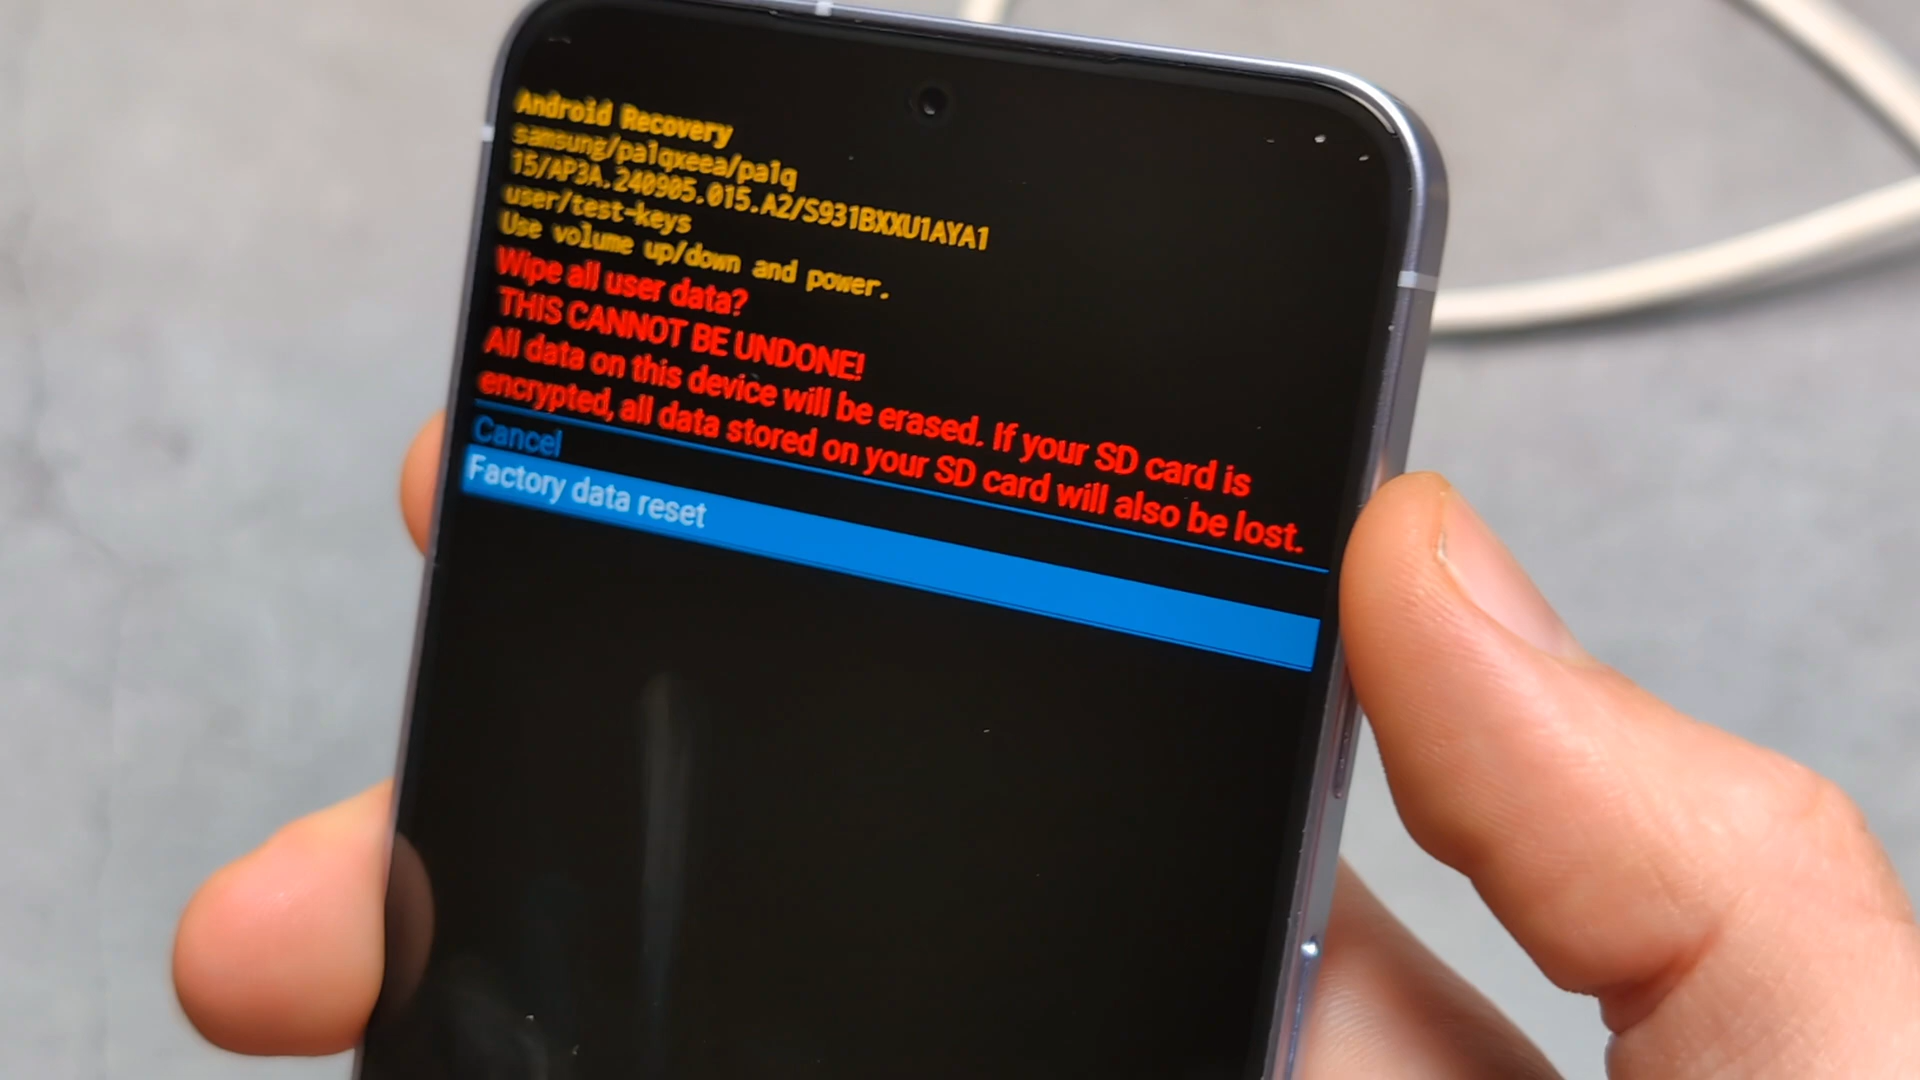 Android Recovery
samsung/pa1qxeea/pa1q
15/AP3A.240905.015.A2/S931BXXU1AYA1
user/test-keys
Use volume up/down and power.
Wipe all user data?
THIS CANNOT BE UNDONE!
All data on this device will be erased. If your SD card is
encrypted, all data stored on your SD card will also be lost.
Cancel
Factory data reset